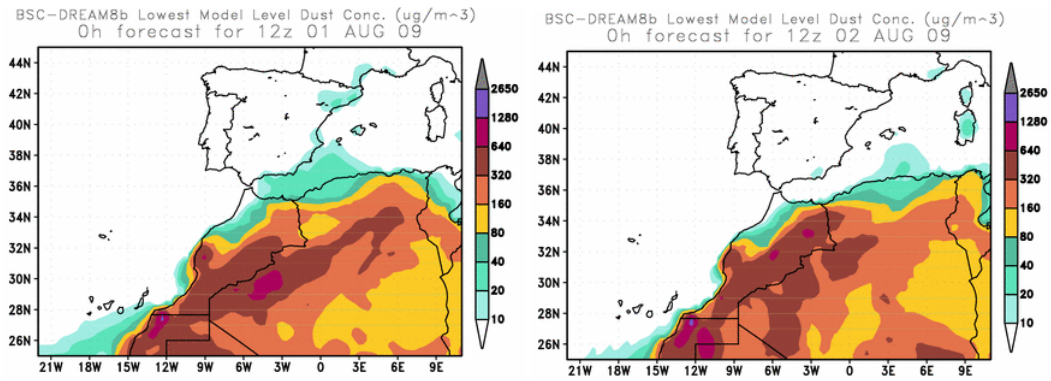 BSC-DREAM8b Lowest Model Level Dust Conc. (ug/m^3)
0h forecast for 12z 01 AUG 09
44N
42N
40N
38N
36N
34N
32N
30N
28N
26N
21W 18W 15W 12W 9W 6W 3W 0 3E 6E 9E
2650
1280
640
320
160
80
40
20
10
BSC-DREAM8b Lowest Model Level Dust Conc. (ug/m^3)
0h forecast for 12z 02 AUG 09
44N
42N
40N
38N
36N
34N
32N
30N
28N
26N
21W 18W 15W 12W 9W 6W 3W 0 3E 6E 9E
2650
1280
640
320
160
80
40
20
10